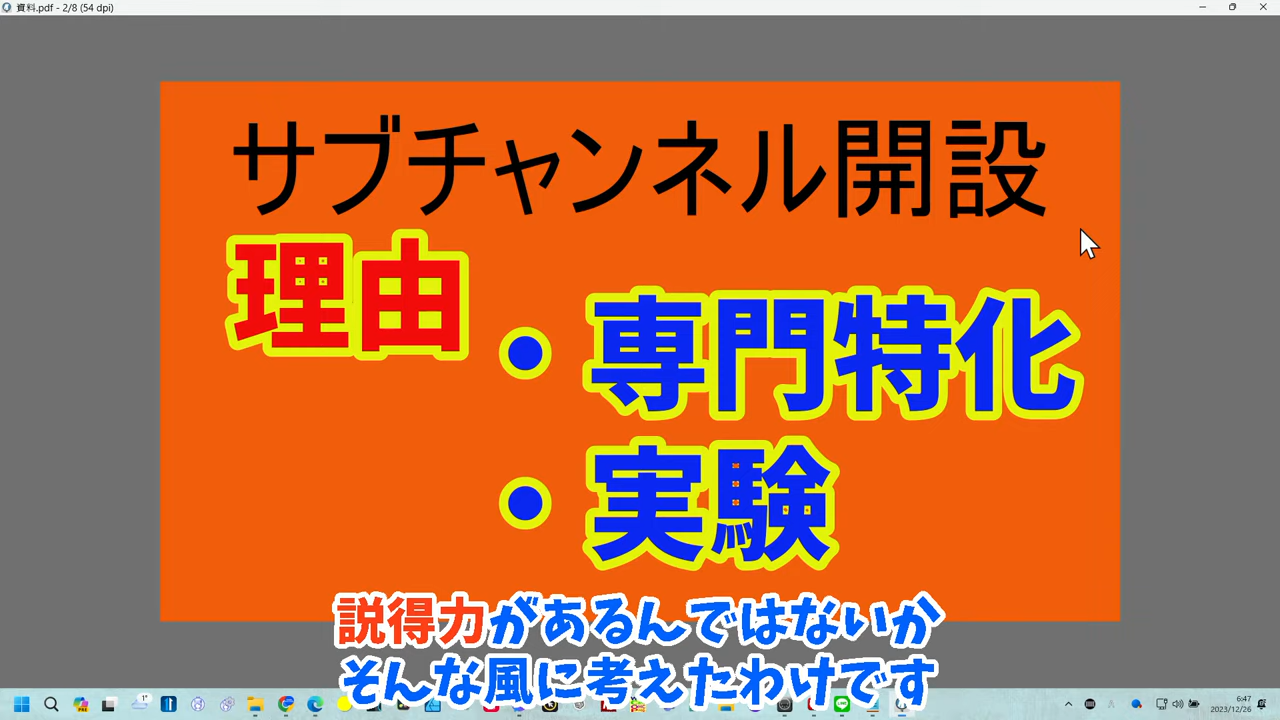 資料.pdf - 2/8 (54 dpi)
サブチャンネル開設
理由
・専門特化
・実験
説得力があるんではないか
そんな風に考えたわけです
1°
6:47
2023/12/26